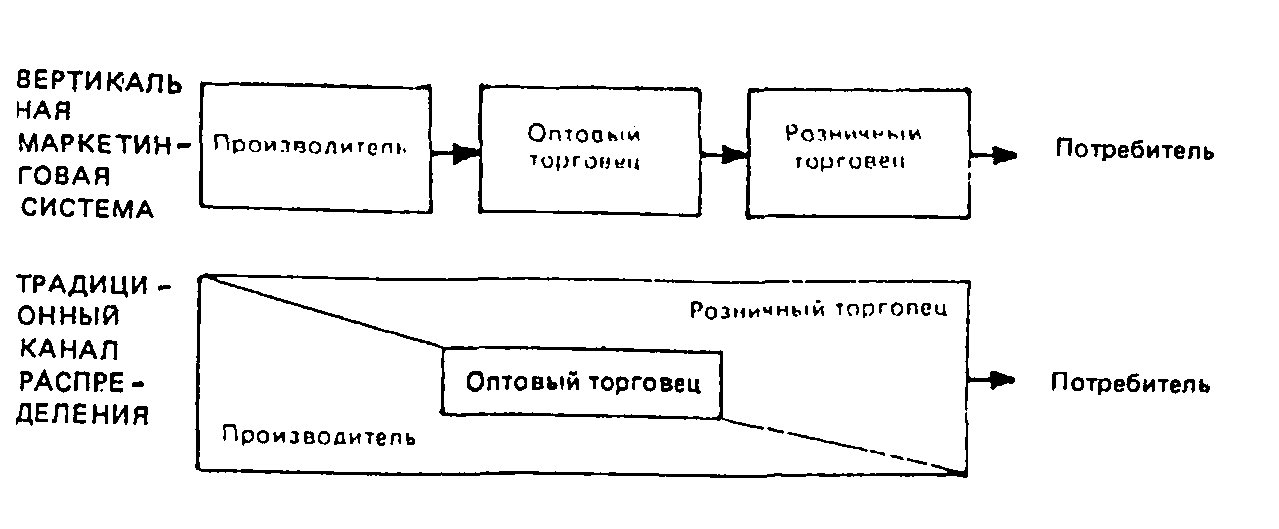 ВЕРТИКАЛЬ
НАЯ
МАРКЕТИН-
ГОВАЯ
СИСТЕМА
Производитель
Оптовый
торговец
Розничный
торговец
Потребитель
ТРАДИЦИ-
ОННЫЙ
КАНАЛ
РАСПРЕ-
ДЕЛЕНИЯ
Розничный торговец
Оптовый торговец
Производитель
Потребитель